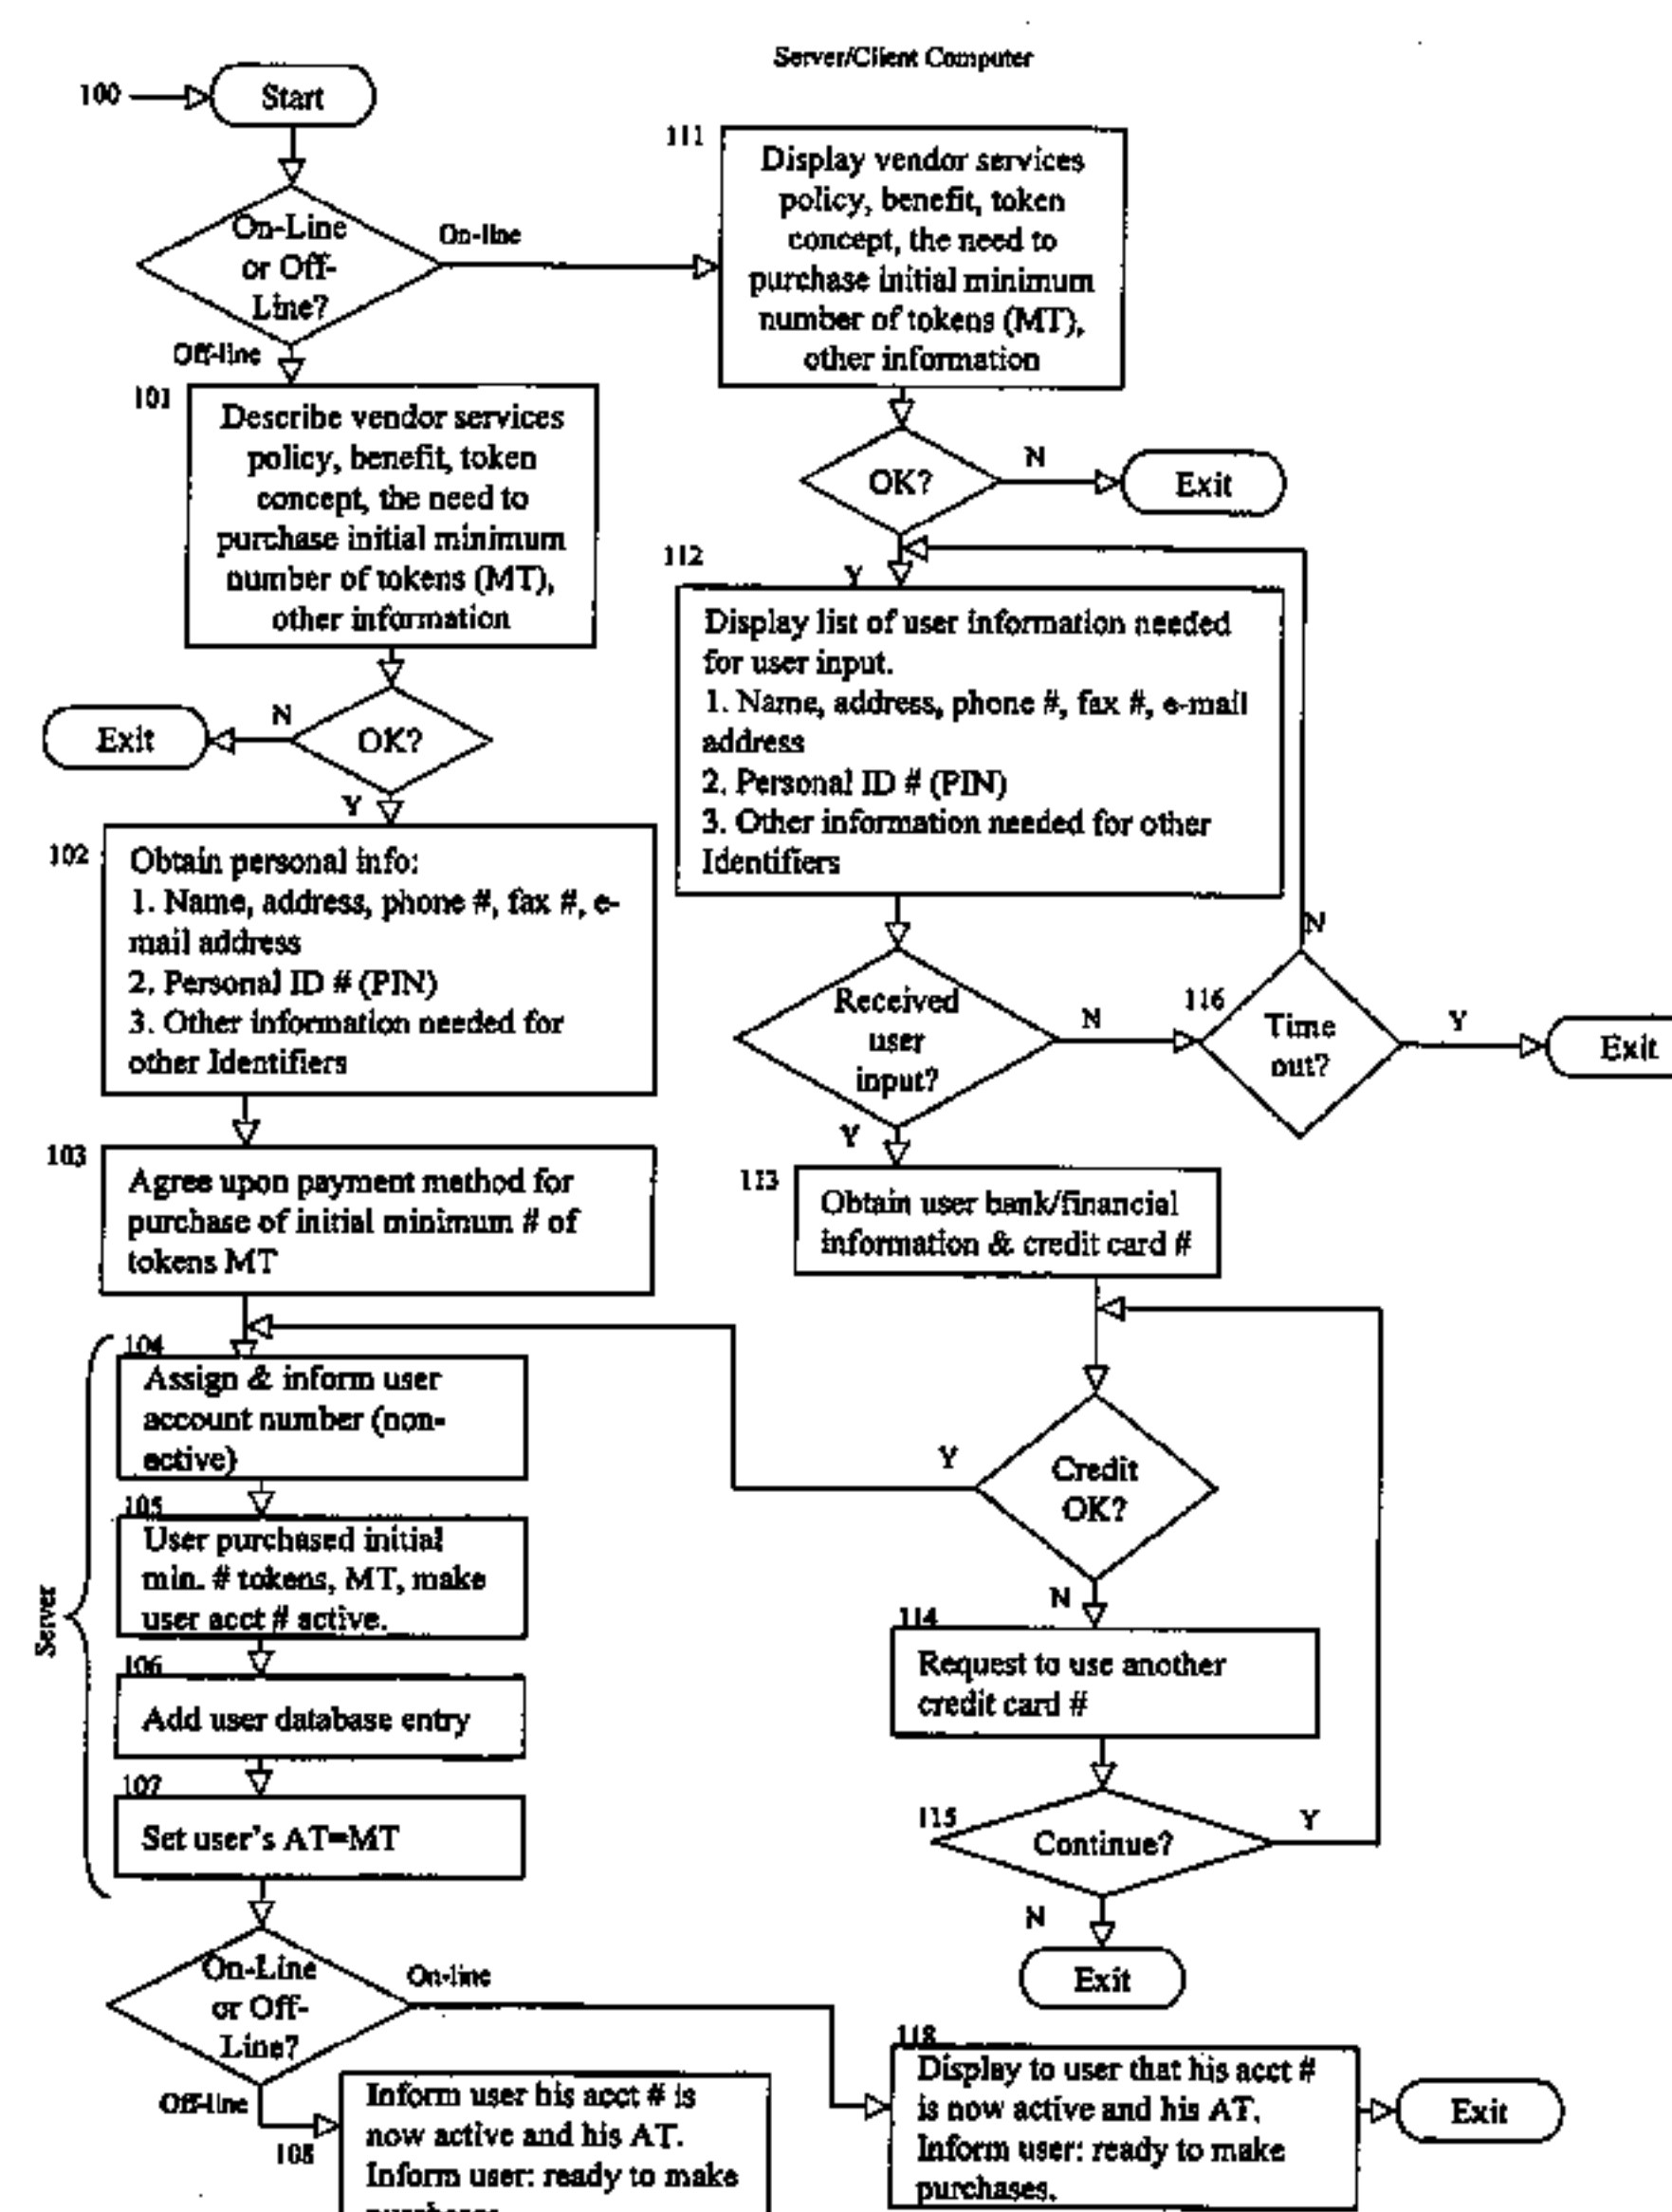 Server/Client Computer
100
Start
On-Line
or Off-
Line?
On-line
Off-line
111
Display vendor services
policy, benefit, token
concept, the need to
purchase initial minimum
number of tokens (MT),
other information
101
Describe vendor services
policy, benefit, token
concept, the need to
purchase initial minimum
number of tokens (MT),
other information
OK?
N
Exit
Y
OK?
N
Exit
Y
112
Display list of user information needed
for user input.
1. Name, address, phone #, fax #, e-mail
address
2. Personal ID # (PIN)
3. Other information needed for other
Identifiers
102
Obtain personal info:
1. Name, address, phone #, fax #, e-
mail address
2. Personal ID # (PIN)
3. Other information needed for
other Identifiers
Received
user
input?
N
Y
116
Time
out?
N
Y
Exit
103
Agree upon payment method for
purchase of initial minimum # of
tokens MT
113
Obtain user bank/financial
information & credit card #
Server
104
Assign & inform user
account number (non-
active)
105
User purchased initial
min. # tokens, MT, make
user acct # active.
106
Add user database entry
107
Set user's AT=MT
Credit
OK?
Y
N
114
Request to use another
credit card #
115
Continue?
Y
N
Exit
On-Line
or Off-
Line?
On-line
Off-line
108
Inform user his acct # is
now active and his AT.
Inform user: ready to make
118
Display to user that his acct #
is now active and his AT.
Inform user: ready to make
purchases.
Exit